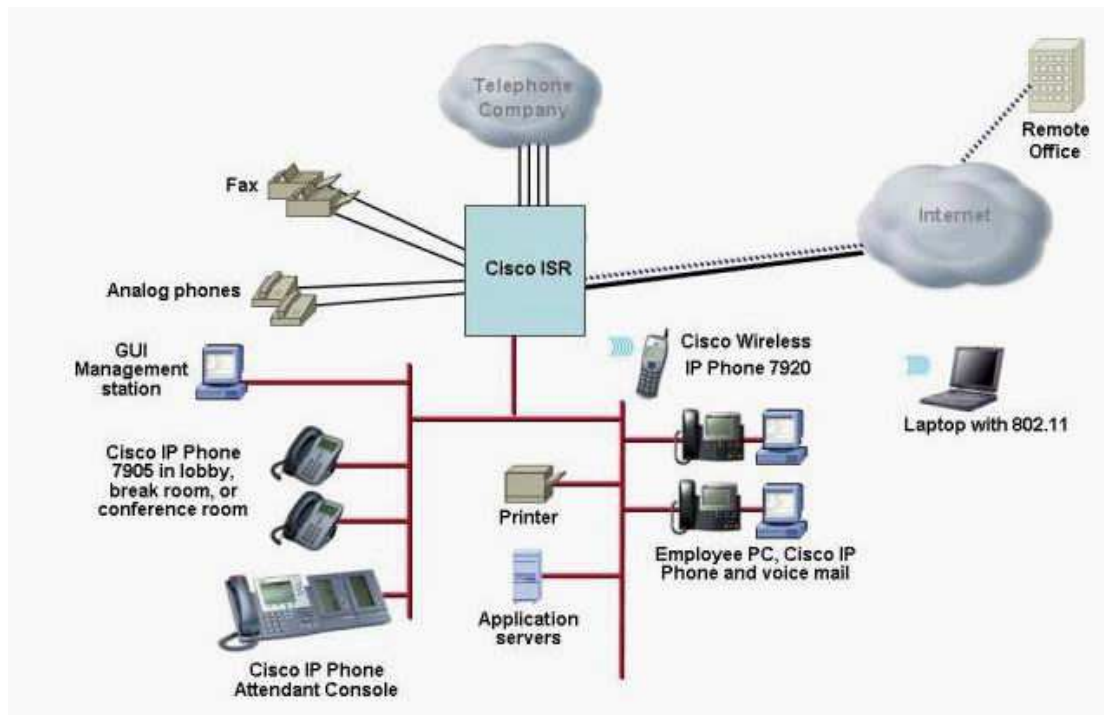 Telephone
Company
Remote
Office
Fax
Internet
Cisco ISR
Analog phones
GUI
Management
station
Cisco Wireless
IP Phone 7920
Laptop with 802.11
Cisco IP Phone
7905 in lobby,
break room, or
conference room
Printer
Employee PC, Cisco IP
Phone and voice mail
Application
servers
Cisco IP Phone
Attendant Console